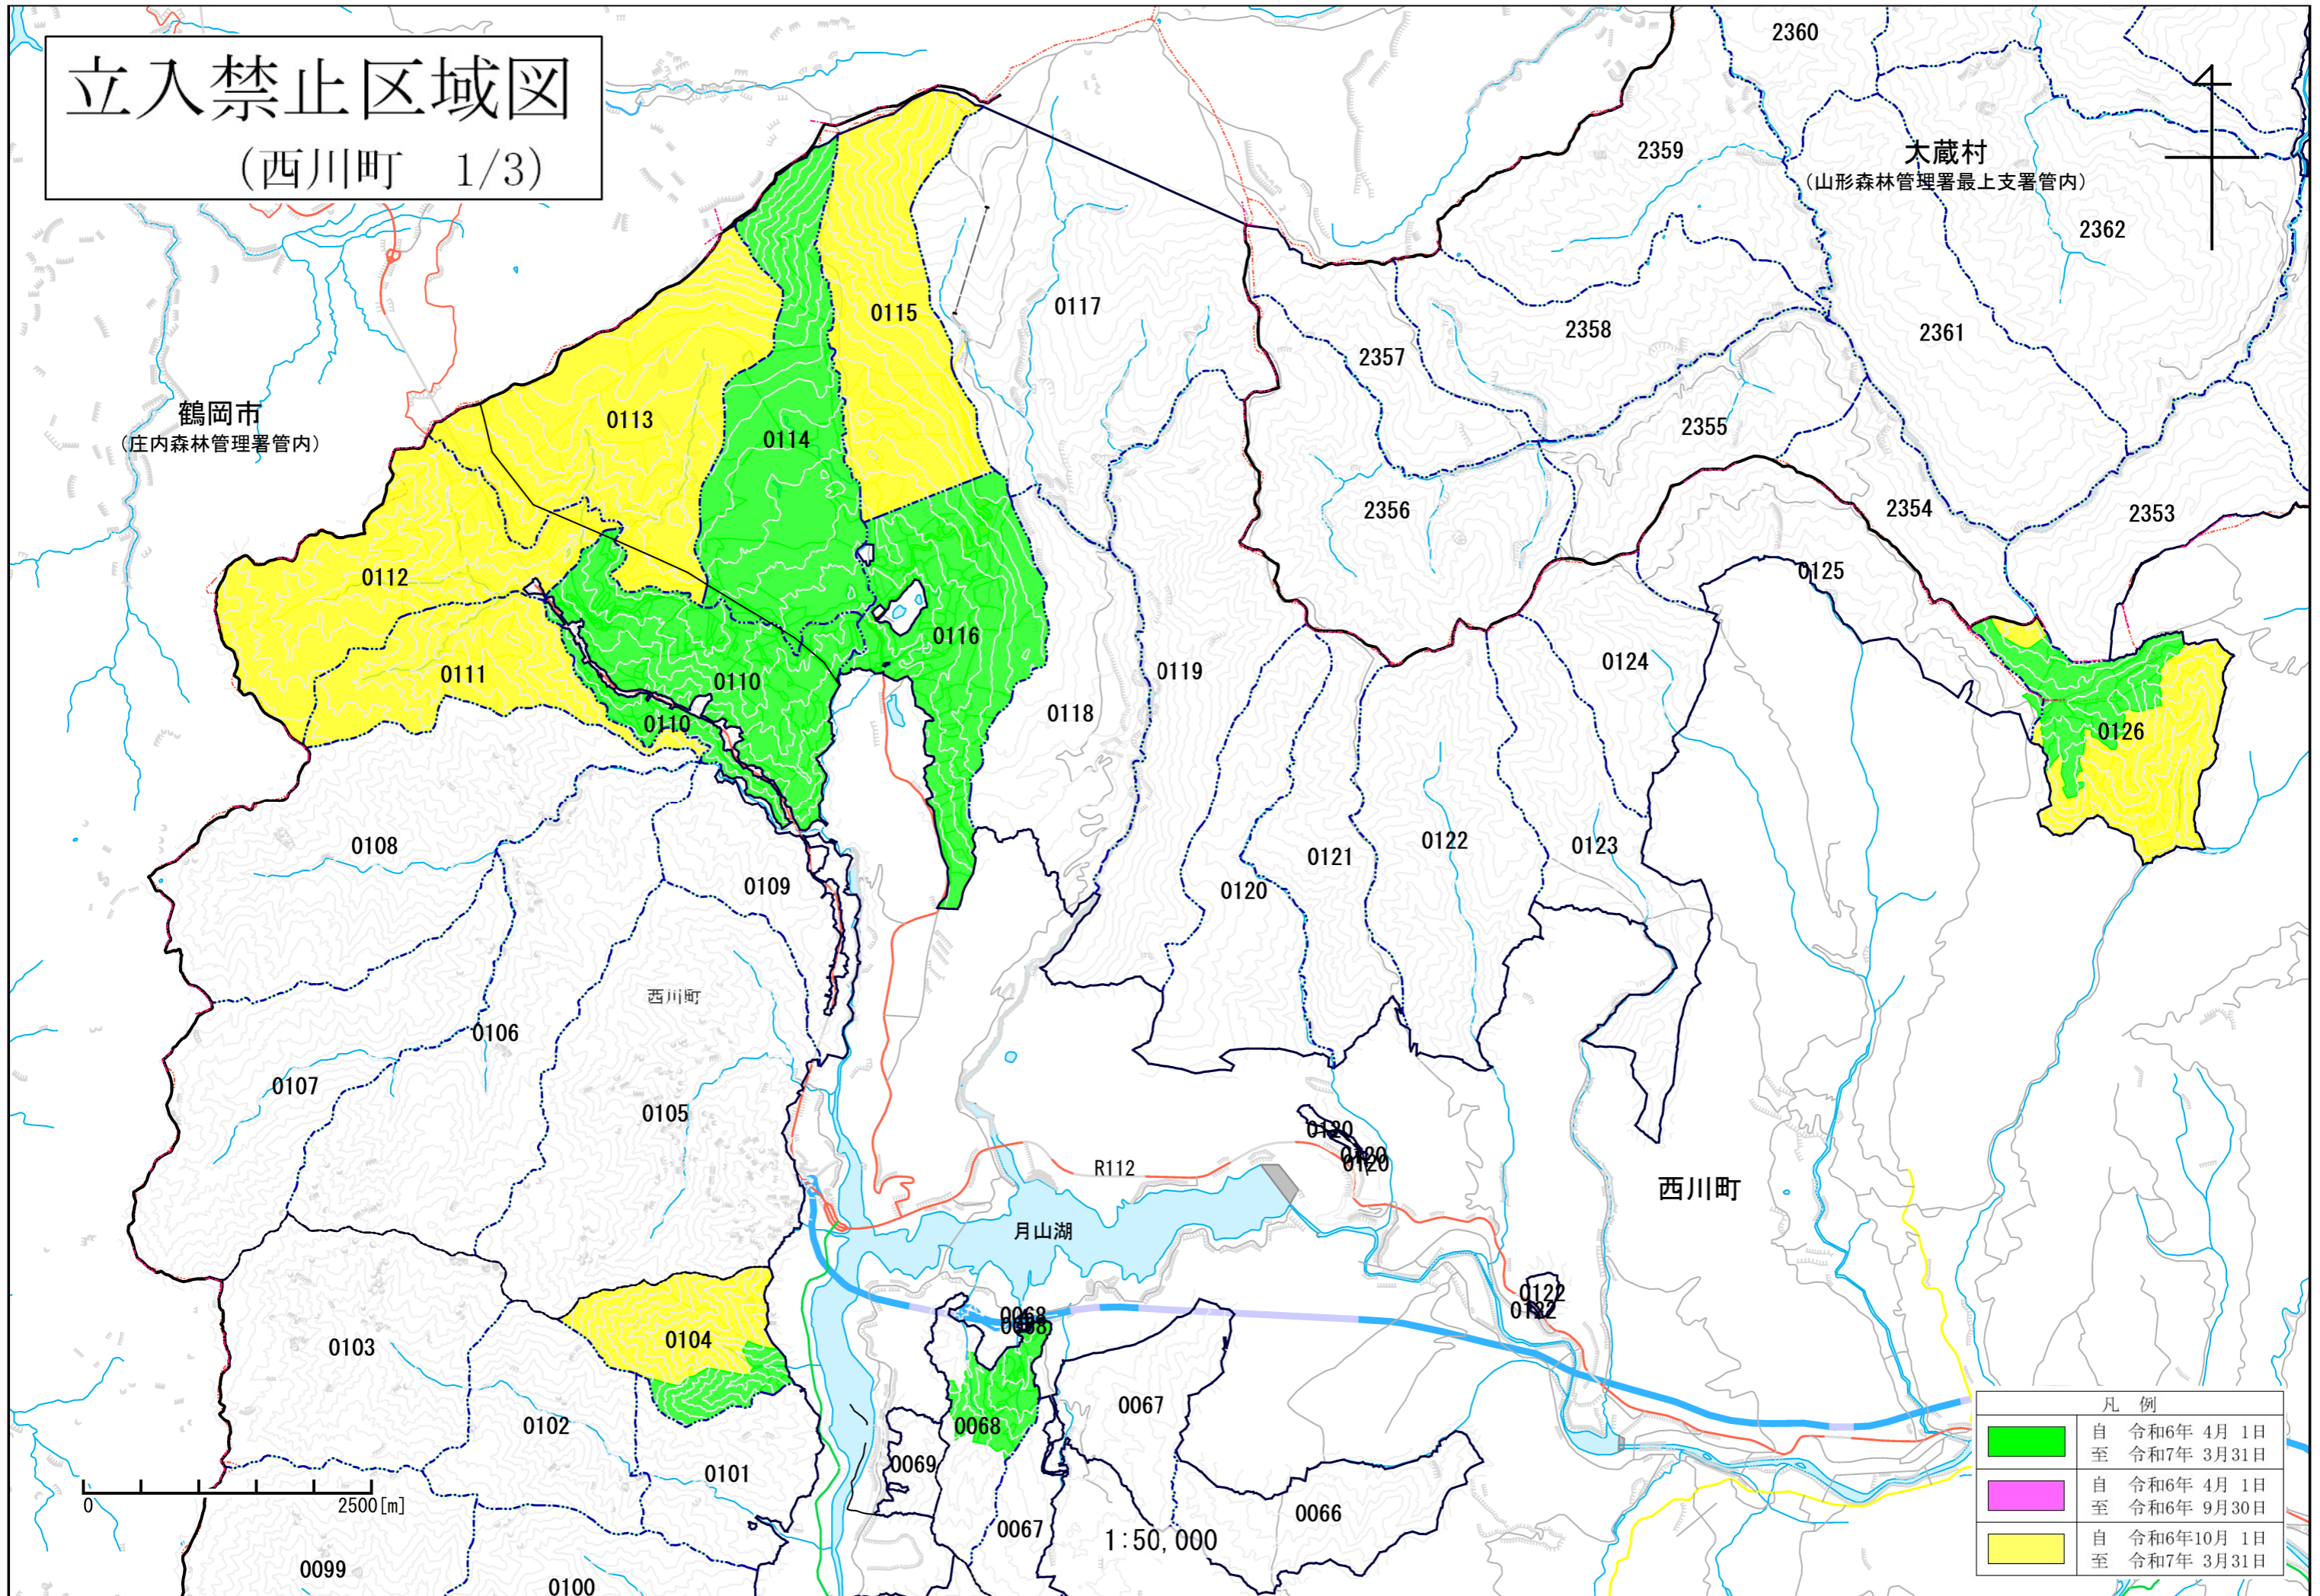 立入禁止区域図
(西川町 1/3)
2360
2359
大蔵村
(山形森林管理署最上支署管内)
2362
0115
0117
2358
2361
2357
鶴岡市
(庄内森林管理署管内)
0113
0114
2355
2356
2354
2353
0112
0125
0116
0124
0111
0110
0119
0110
0118
0126
0108
0109
0121
0122
0123
0120
西川町
0106
0107
0105
0120
0120
0120
R112
西川町
月山湖
0122
0122
0068
0068
0104
0103
0067
0068
0102
0069
0101
0066
0067
0099
0100
0 2500[m]
1:50,000
凡 例
自 令和6年 4月 1日
至 令和7年 3月31日
自 令和6年 4月 1日
至 令和6年 9月30日
自 令和6年10月 1日
至 令和7年 3月31日